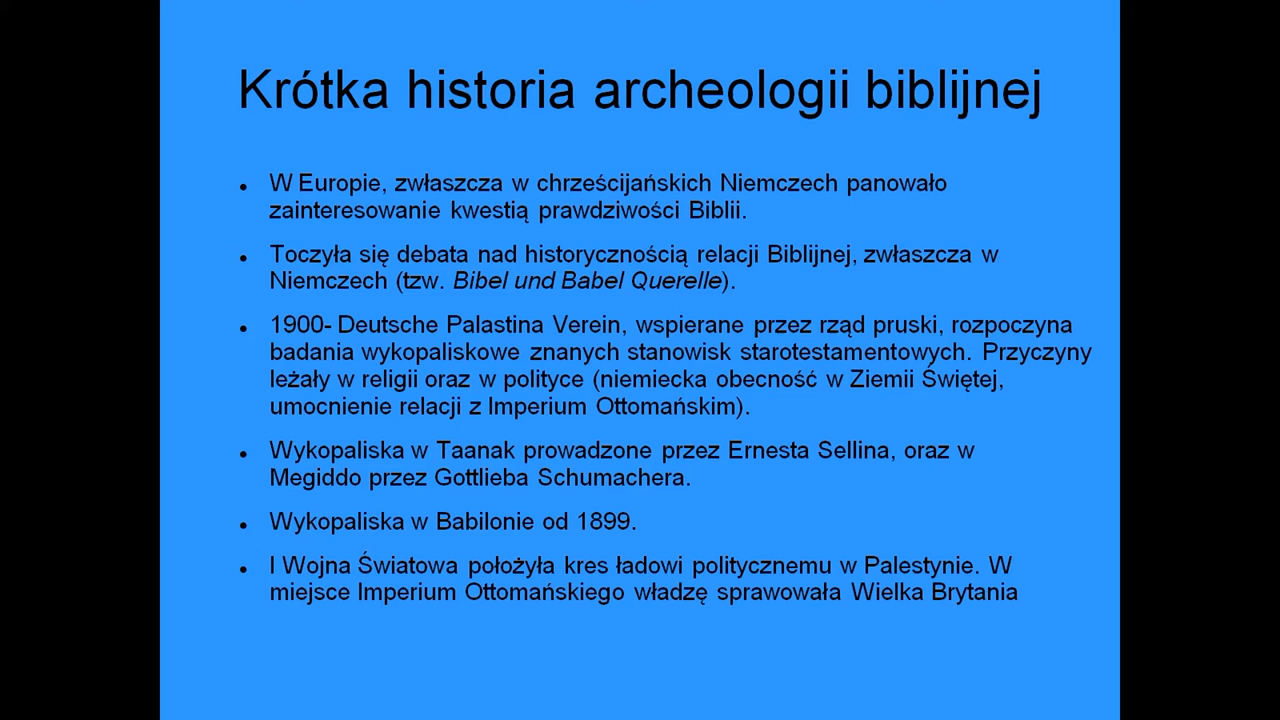 Krótka historia archeologii biblijnej
• W Europie, zwłaszcza w chrześcijańskich Niemczech panowało
zainteresowanie kwestią prawdziwości Biblii.
• Toczyła się debata nad historycznością relacji Biblijnej, zwłaszcza w
Niemczech (tzw. Bibel und Babel Querelle).
• 1900- Deutsche Palastina Verein, wspierane przez rząd pruski, rozpoczyna
badania wykopaliskowe znanych stanowisk starotestamentowych. Przyczyny
leżały w religii oraz w polityce (niemiecka obecność w Ziemii Świętej,
umocnienie relacji z Imperium Ottomańskim).
• Wykopaliska w Taanak prowadzone przez Ernesta Sellina, oraz w
Megiddo przez Gottlieba Schumachera.
• Wykopaliska w Babilonie od 1899.
• I Wojna Światowa położyła kres ładowi politycznemu w Palestynie. W
miejsce Imperium Ottomańskiego władzę sprawowała Wielka Brytania